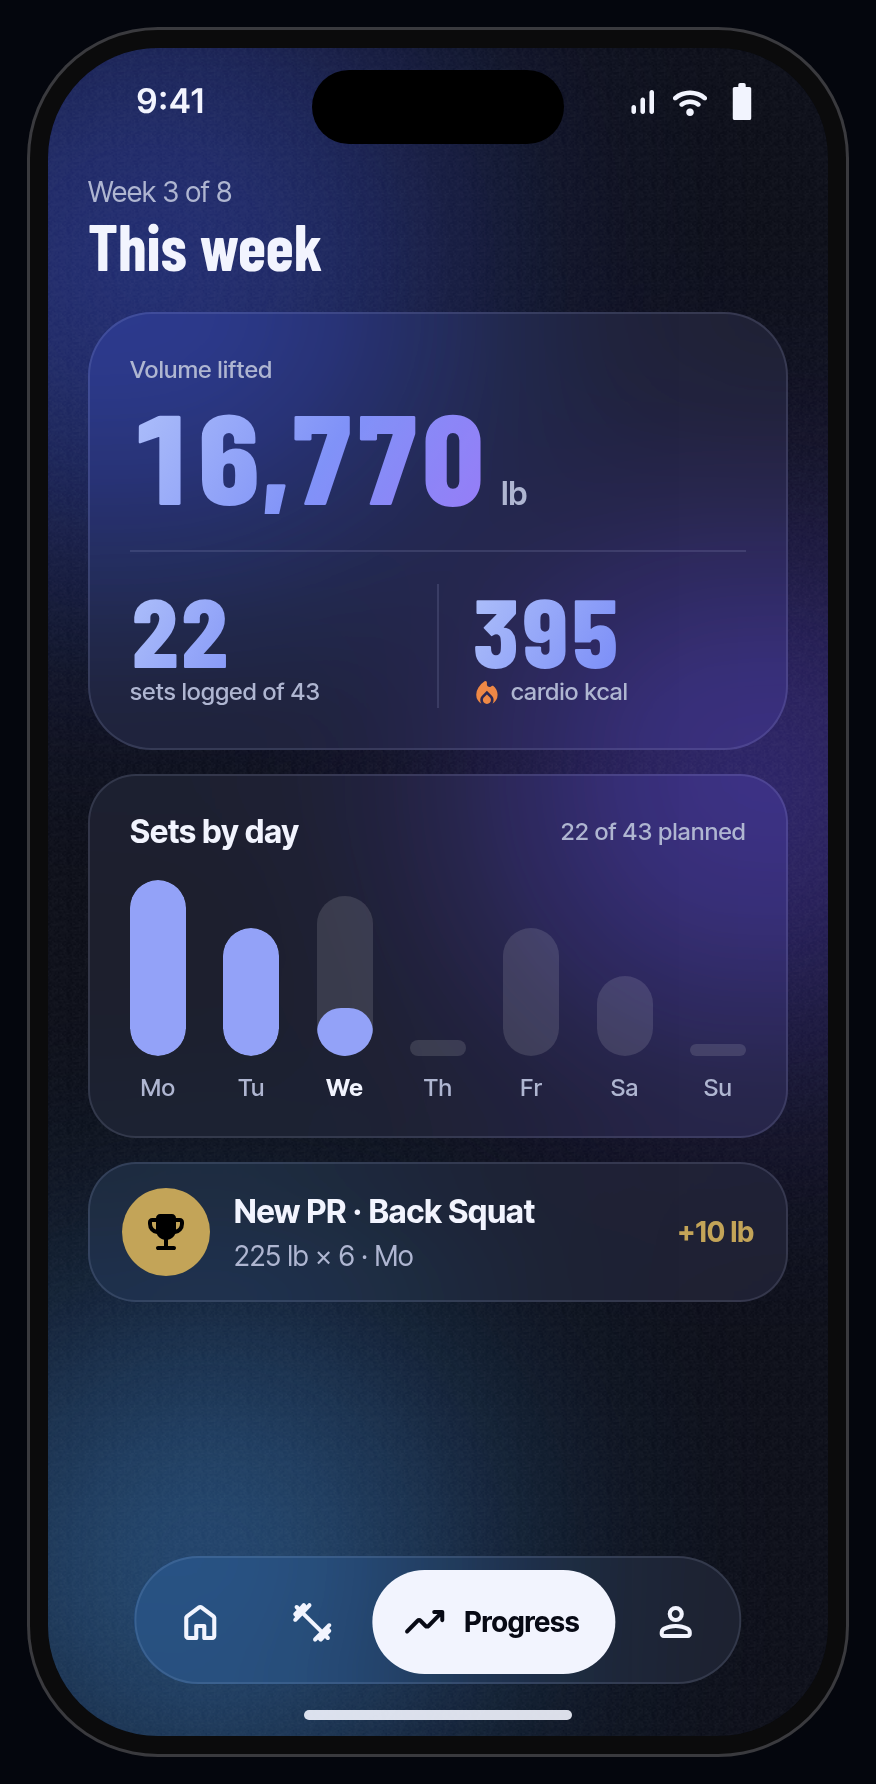 9:41
Week 3 of 8
This week
Volume lifted
16,770 lb
22
sets logged of 43
395
cardio kcal
Sets by day
22 of 43 planned
Mo Tu We Th Fr Sa Su
New PR · Back Squat
225 lb × 6 · Mo
+10 lb
Progress